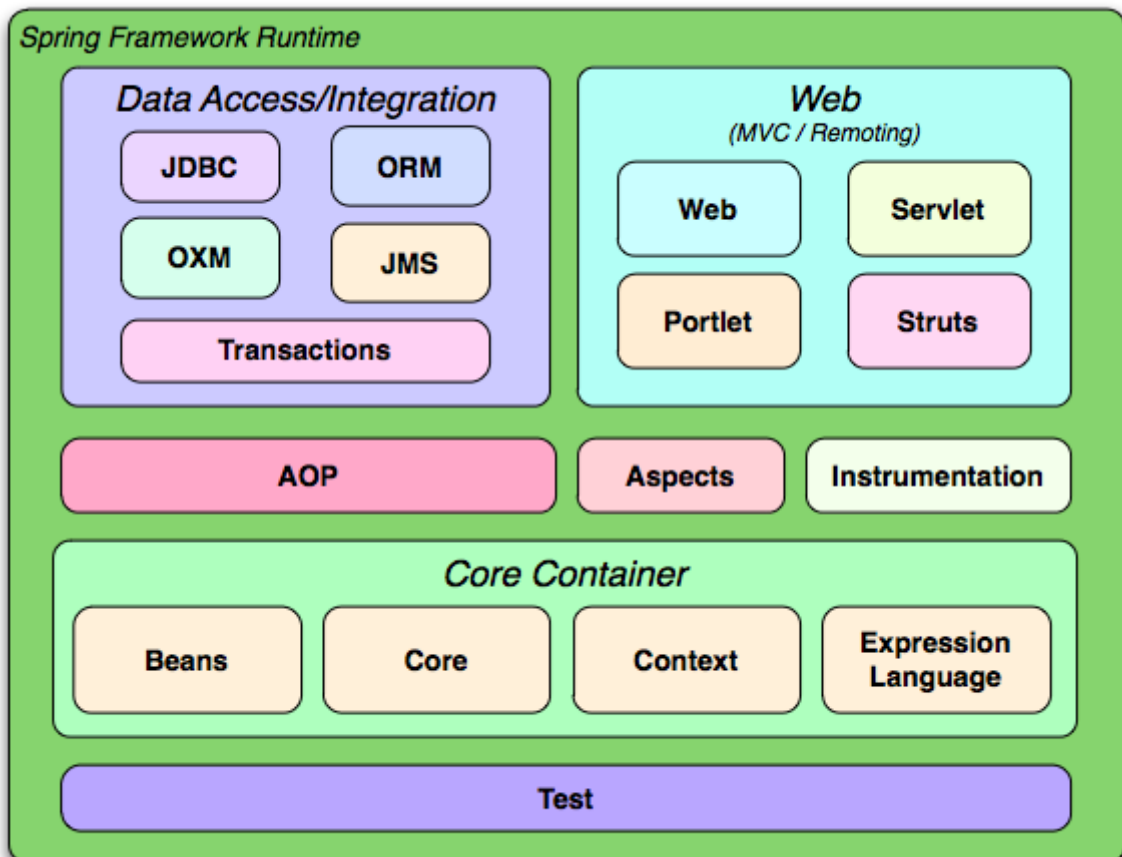 Spring Framework Runtime
Data Access/Integration
JDBC
ORM
OXM
JMS
Transactions
Web
(MVC / Remoting)
Web
Servlet
Portlet
Struts
AOP
Aspects
Instrumentation
Core Container
Beans
Core
Context
Expression
Language
Test